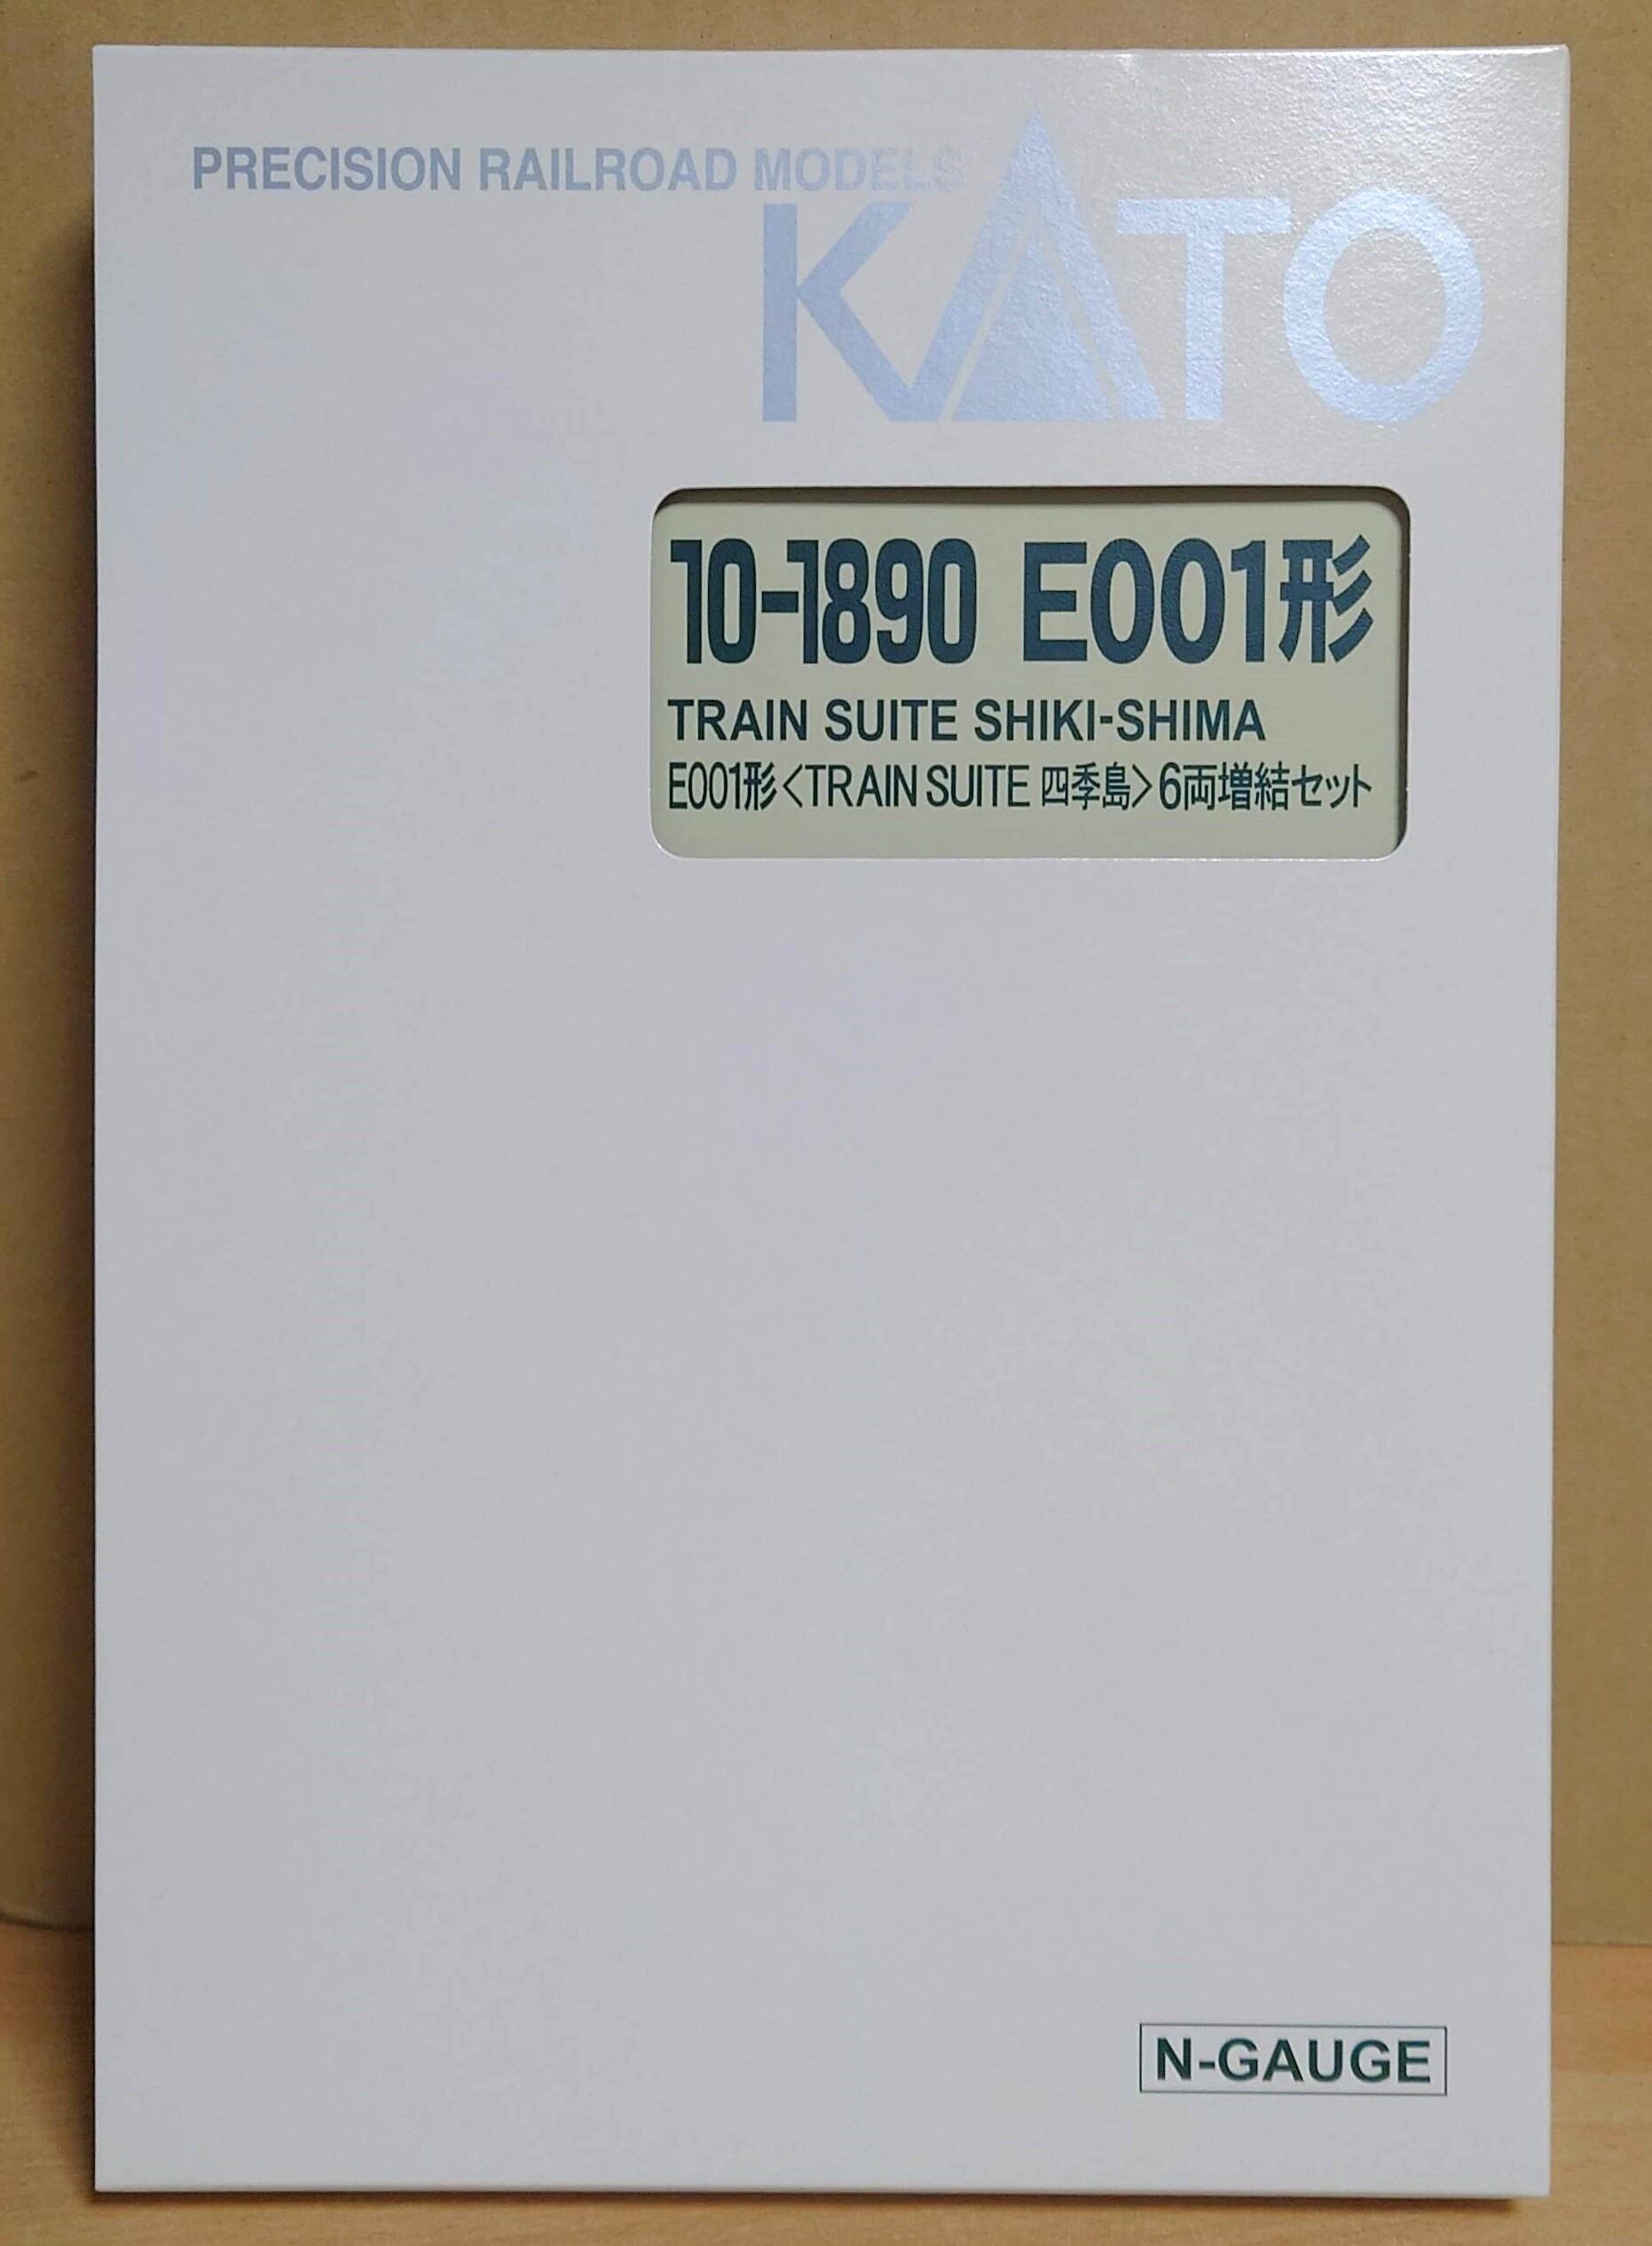 PRECISION RAILROAD MODELS
KATO
10-1890 E001形
TRAIN SUITE SHIKI-SHIMA
E001形<TRAIN SUITE 四季島>6両増結セット
N-GAUGE